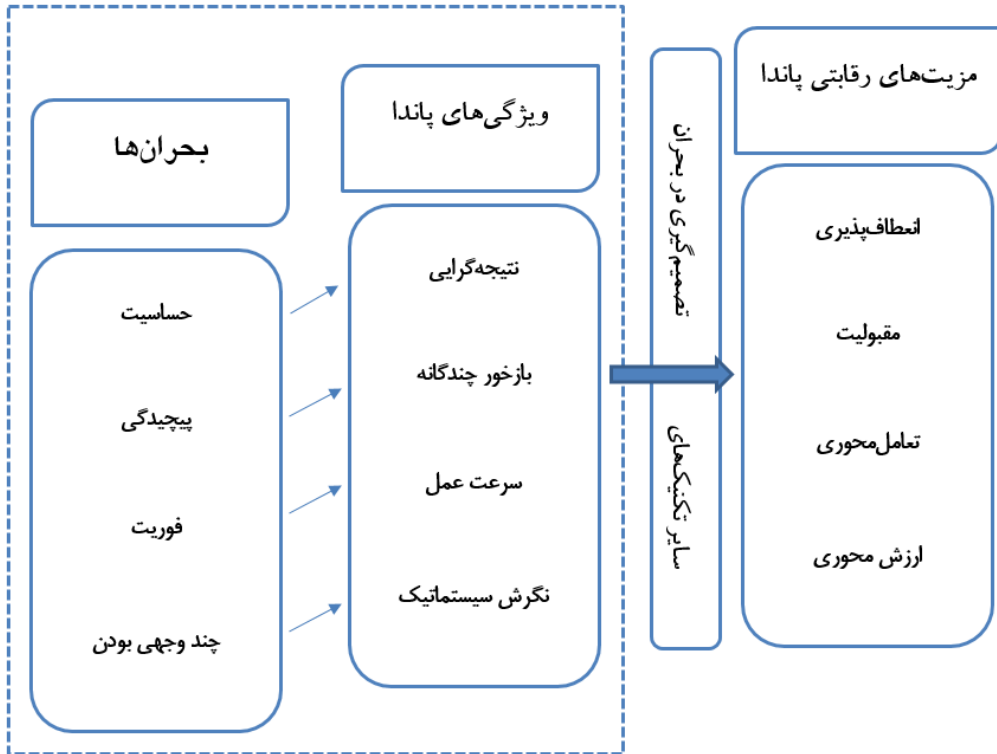 مزیت‌های رقابتی پاندا
انعطاف‌پذیری
مقبولیت
تعامل‌محوری
ارزش محوری
سایر تکنیک‌های
تصمیم‌گیری در بحران
ویژگی‌های پاندا
نتیجه‌گرایی
بازخور چندگانه
سرعت عمل
نگرش سیستماتیک
بحران‌ها
حساسیت
پیچیدگی
فوریت
چند وجهی بودن